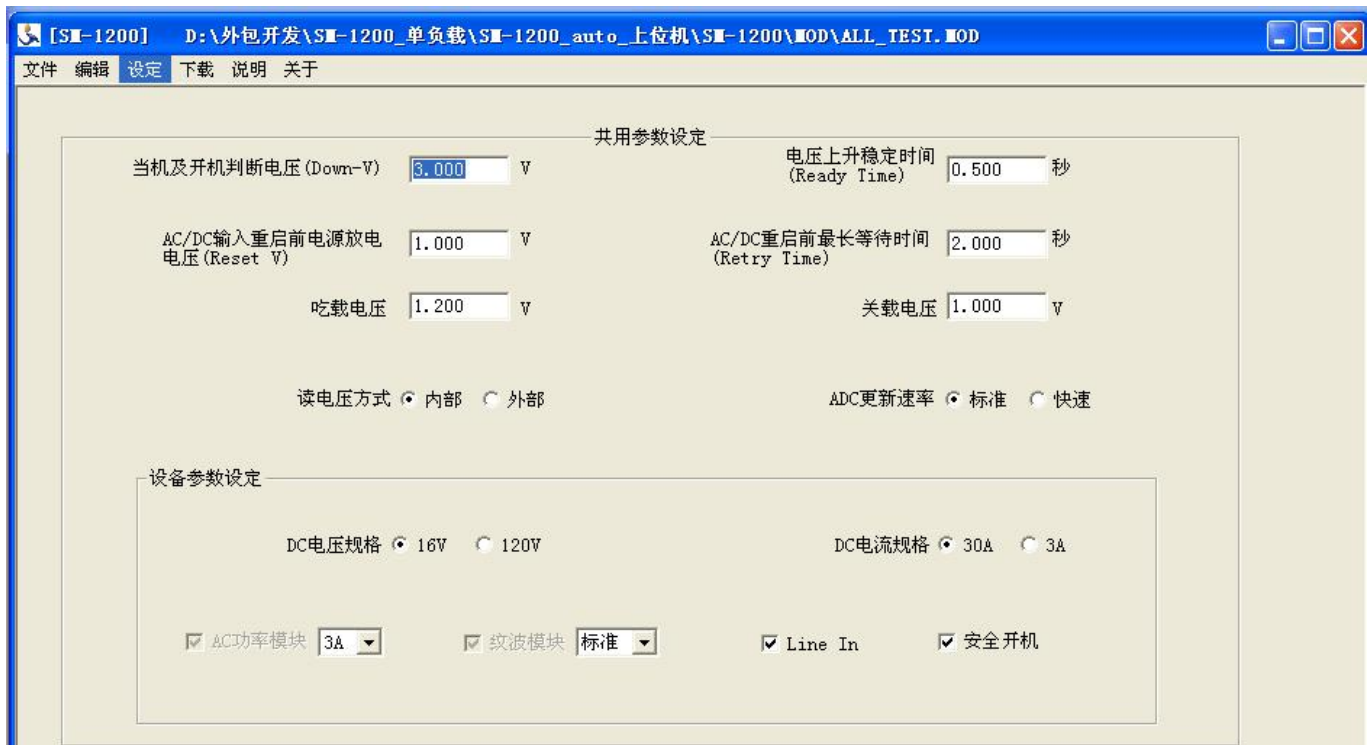 [SM-1200] D:\外包开发\SM-1200_单负载\SM-1200_auto_上位机\SM-1200\MOD\ALL_TEST.MOD
文件 编辑 设定 下载 说明 关于
共用参数设定
当机及开机判断电压(Down-V) 3.000 V
电压上升稳定时间
(Ready Time) 0.500 秒
AC/DC输入重启前电源放电
电压(Reset V) 1.000 V
AC/DC重启前最长等待时间
(Retry Time) 2.000 秒
吃载电压 1.200 V
关载电压 1.000 V
读电压方式 内部 外部
ADC更新速率 标准 快速
设备参数设定
DC电压规格 16V 120V
DC电流规格 30A 3A
AC功率模块 3A 纹波模块 标准 Line In 安全开机